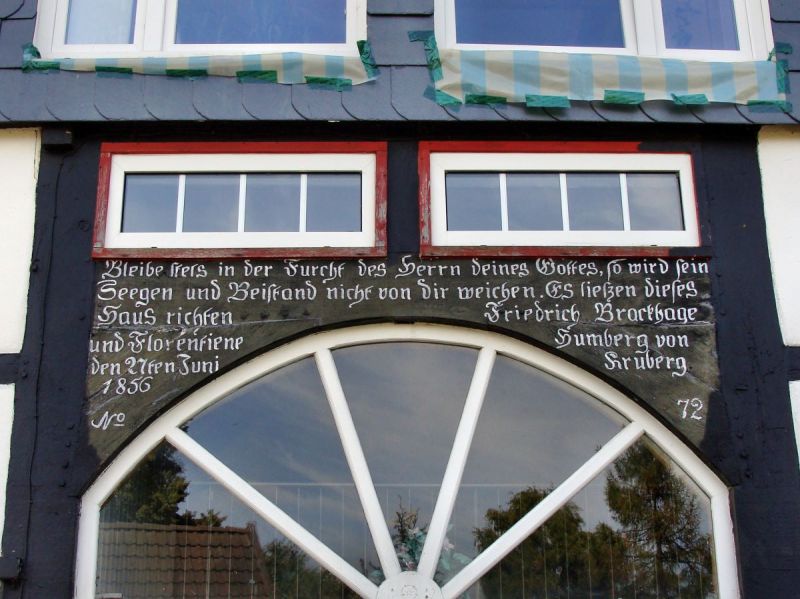 Bleibe stets in der Furcht des Herrn deines Gottes, so wird sein
Seegen und Beistand nicht von dir weichen. Es ließen dieses
Haus richten Friedrich Brackhage
und Florentiene Humberg von
den 27ten Juni Kruberg.
1856
No 72